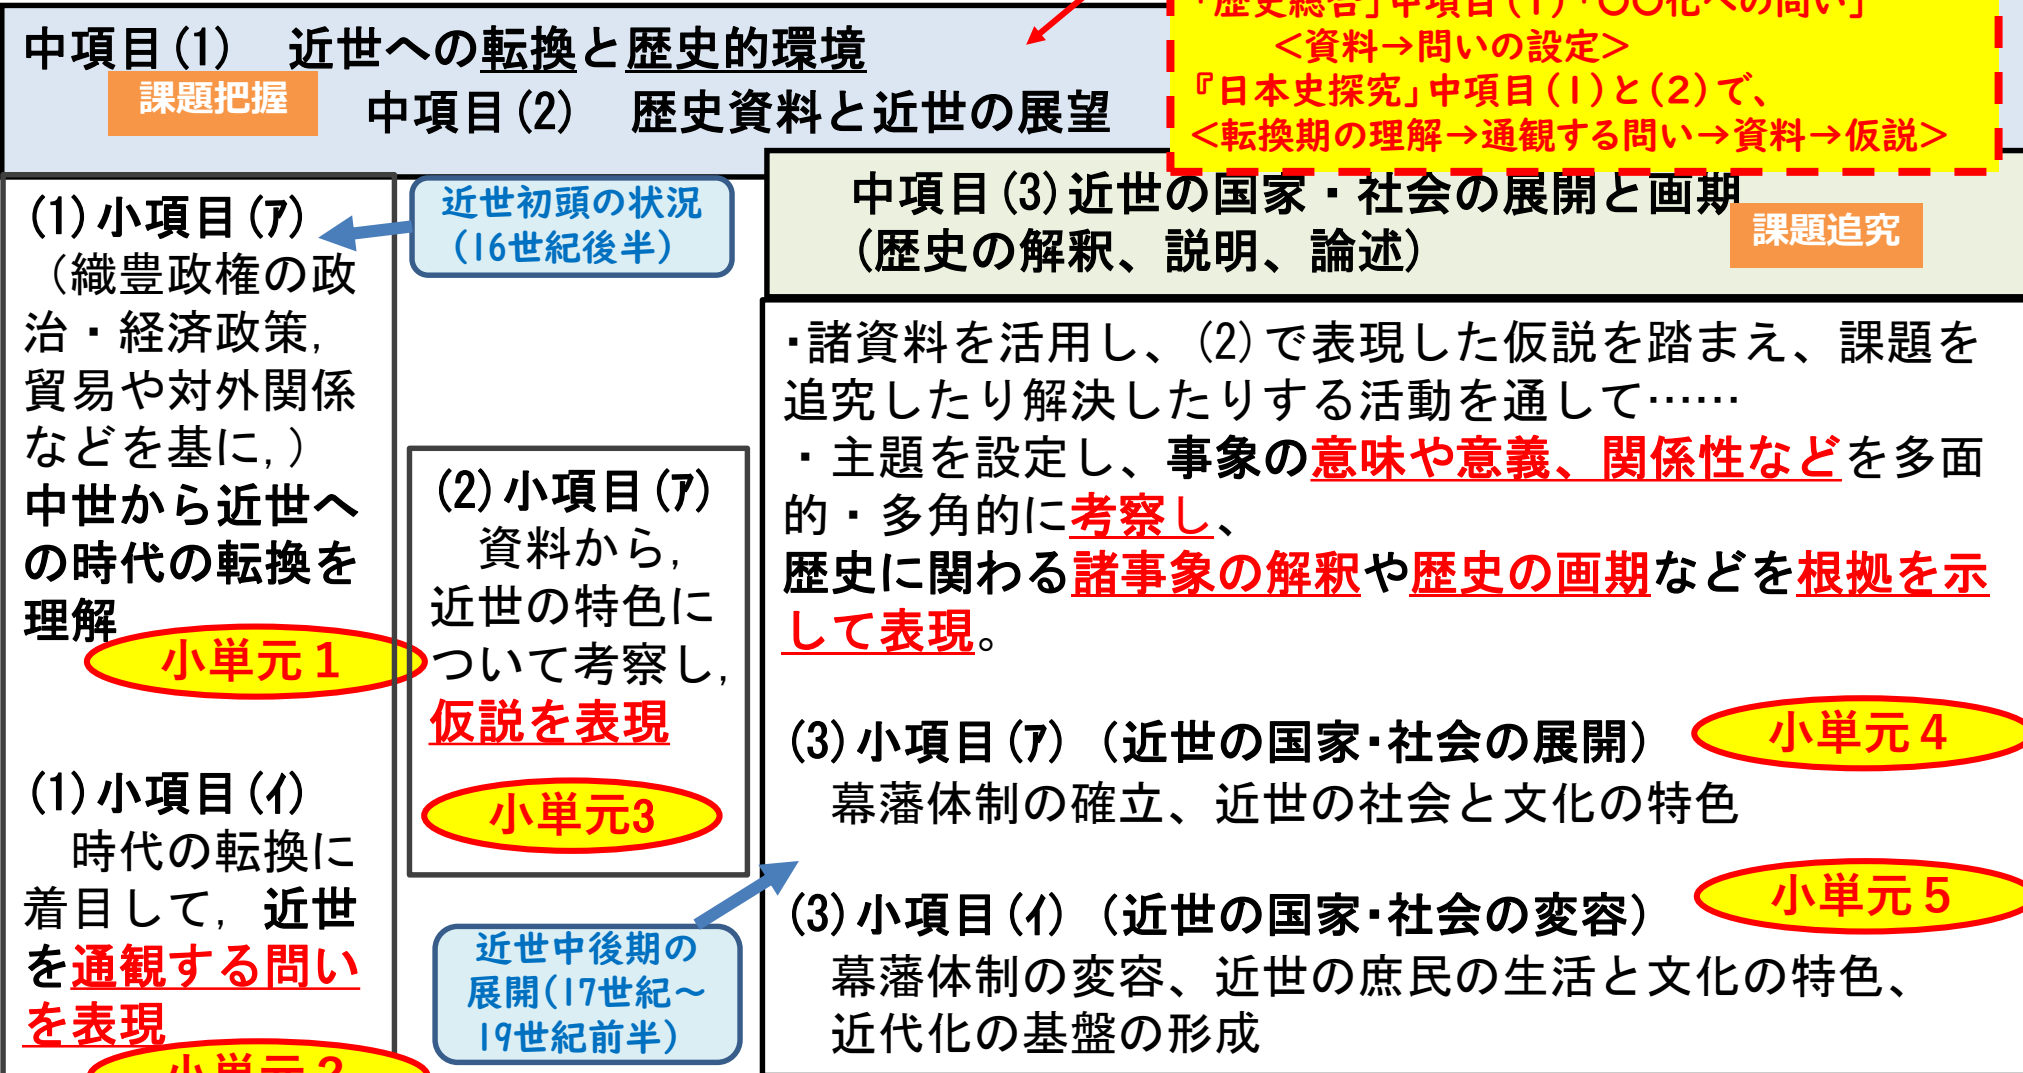 「歴史総合」中項目(1)「〇〇化への問い」
<資料→問いの設定>
『日本史探究」中項目(1)と(2)で、
<転換期の理解→通観する問い→資料→仮説>
中項目(1)　近世への転換と歴史的環境
課題把握
中項目(2)　歴史資料と近世の展望
(1)小項目(ｱ)
（織豊政権の政
治・経済政策，
貿易や対外関係
などを基に，）
中世から近世へ
の時代の転換を
理解
小単元１
(1)小項目(ｲ)
時代の転換に
着目して，近世
を通観する問い
を表現
小単元２
近世初頭の状況
(16世紀後半)
(2)小項目(ｱ)
資料から，
近世の特色に
ついて考察し，
仮説を表現
小単元3
近世中後期の
展開(17世紀～
19世紀前半)
中項目(3)近世の国家・社会の展開と画期
(歴史の解釈、説明、論述)
課題追究
・諸資料を活用し、(2)で表現した仮説を踏まえ、課題を
追究したり解決したりする活動を通して……
・主題を設定し、事象の意味や意義、関係性などを多面
的・多角的に考察し、
歴史に関わる諸事象の解釈や歴史の画期などを根拠を示
して表現。
(3)小項目(ｱ)（近世の国家・社会の展開）
小単元４
幕藩体制の確立、近世の社会と文化の特色
(3)小項目(ｲ)（近世の国家・社会の変容）
小単元５
幕藩体制の変容、近世の庶民の生活と文化の特色、
近代化の基盤の形成